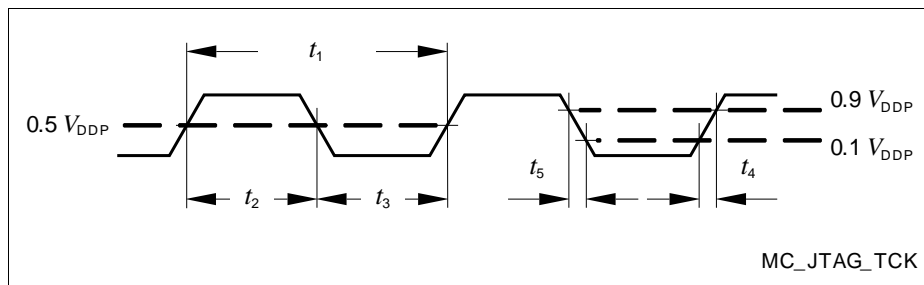 t1
0.9 VDDP
0.5 VDDP
0.1 VDDP
t5
t4
t2
t3
MC_JTAG_TCK